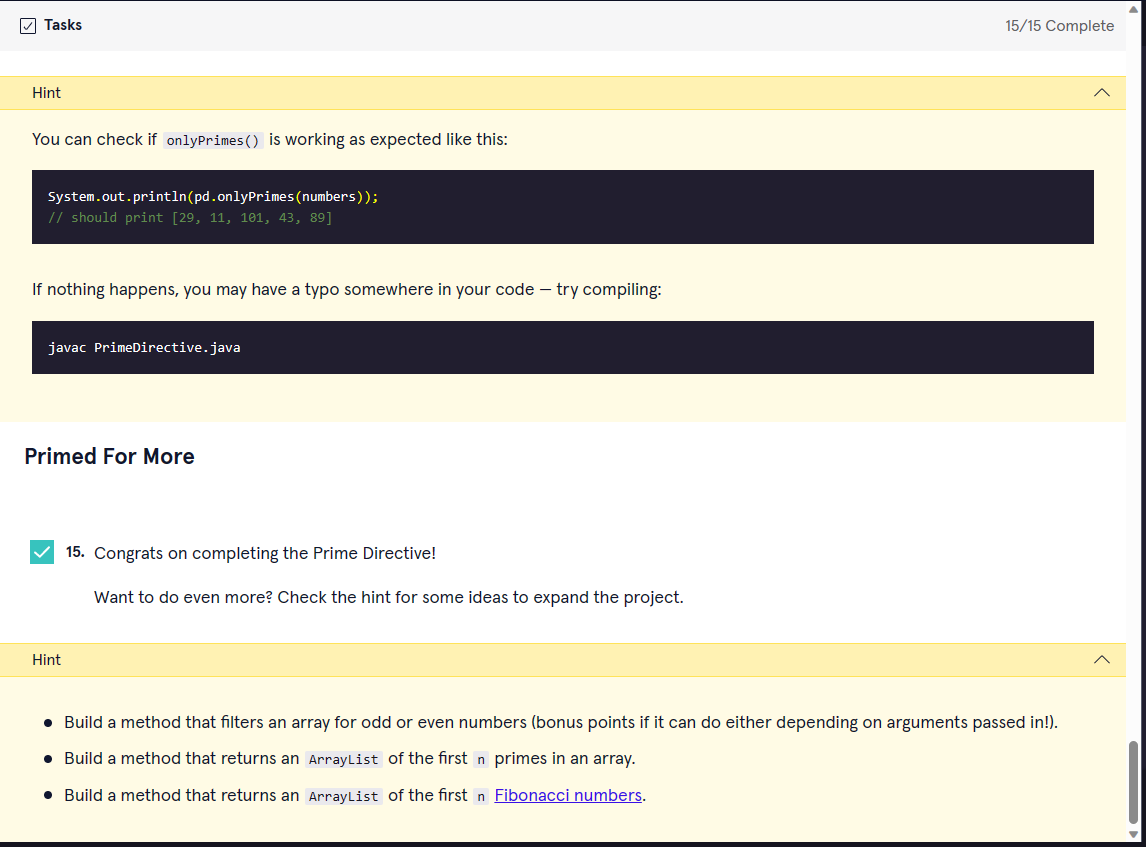 Tasks
15/15 Complete
Hint
You can check if onlyPrimes() is working as expected like this:
System.out.println(pd.onlyPrimes(numbers));
// should print [29, 11, 101, 43, 89]
If nothing happens, you may have a typo somewhere in your code — try compiling:
javac PrimeDirective.java
Primed For More
15. Congrats on completing the Prime Directive!
Want to do even more? Check the hint for some ideas to expand the project.
Hint
● Build a method that filters an array for odd or even numbers (bonus points if it can do either depending on arguments passed in!).
● Build a method that returns an ArrayList of the first n primes in an array.
● Build a method that returns an ArrayList of the first n Fibonacci numbers.